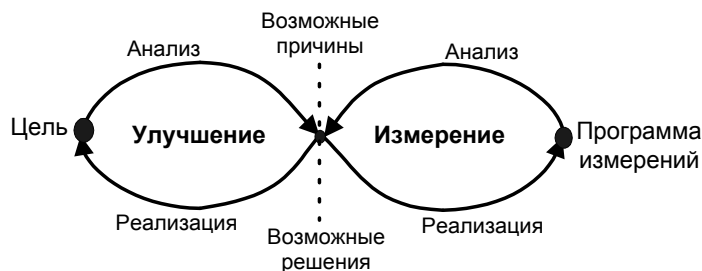 Возможные
причины
Анализ
Анализ
Цель
Улучшение
Измерение
Программа
измерений
Реализация
Реализация
Возможные
решения